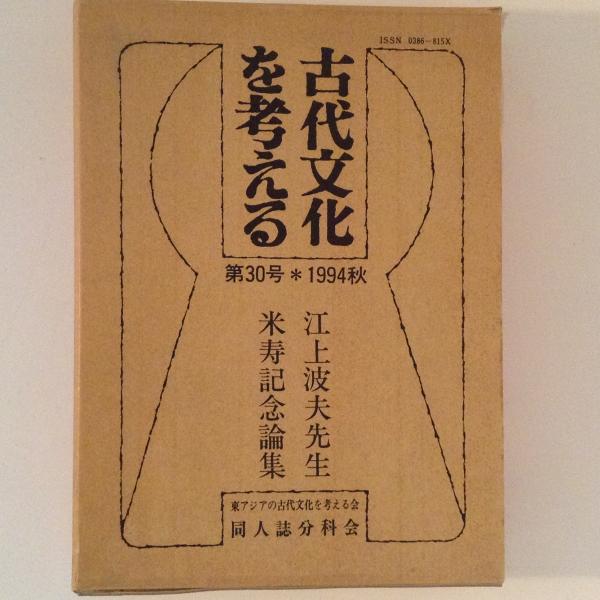 ISSN 0386-815X
古代文化
を考える
第30号*1994秋
江上波夫先生
米寿記念論集
東アジアの古代文化を考える会
同人誌分科会